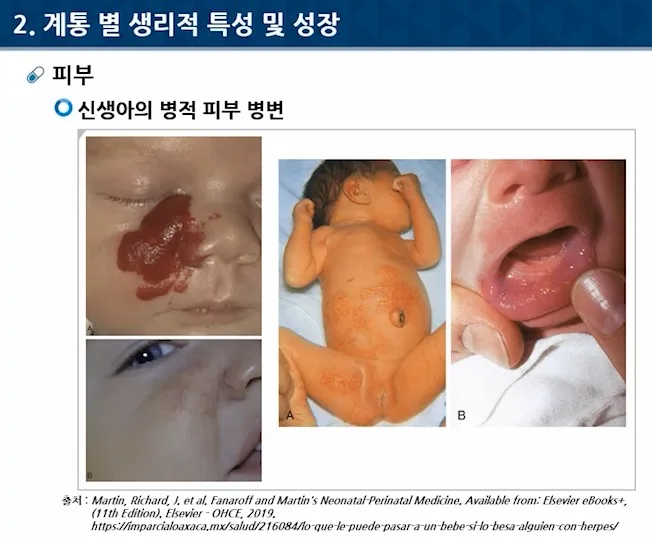 2. 계통 별 생리적 특성 및 성장
피부
신생아의 병적 피부 병변
A
B
A
B
출처 : Martin, Richard, J, et al. Fanaroff and Martin's Neonatal-Perinatal Medicine. Available from: Elsevier eBooks+,
(11th Edition). Elsevier - OHCE, 2019.
https://imparcialoaxaca.mx/salud/216084/lo-que-le-puede-pasar-a-un-bebe-si-lo-besa-alguien-con-herpes/